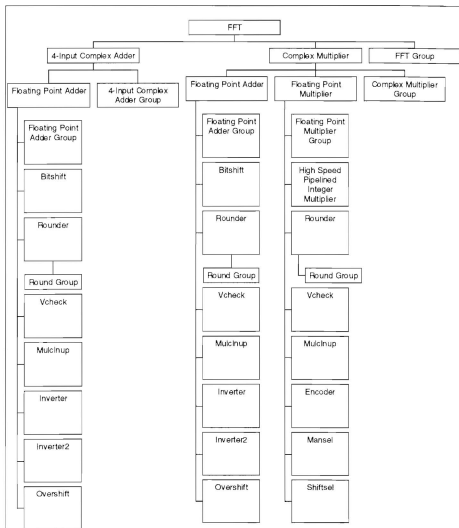 FFT
4-Input Complex Adder
Complex Multiplier
FFT Group
Floating Point Adder
4-Input Complex
Adder Group
Floating Point Adder
Floating Point
Multiplier
Complex Multiplier
Group
Floating Point
Adder Group
Bitshift
Rounder
Round Group
Vcheck
Mulclnup
Inverter
Inverter2
Overshift
Floating Point
Adder Group
Bitshift
Rounder
Round Group
Vcheck
Mulclnup
Inverter
Inverter2
Overshift
Floating Point
Multiplier
Group
High Speed
Pipelined
Integer
Multiplier
Rounder
Round Group
Vcheck
Mulclnup
Encoder
Mansel
Shiftsel